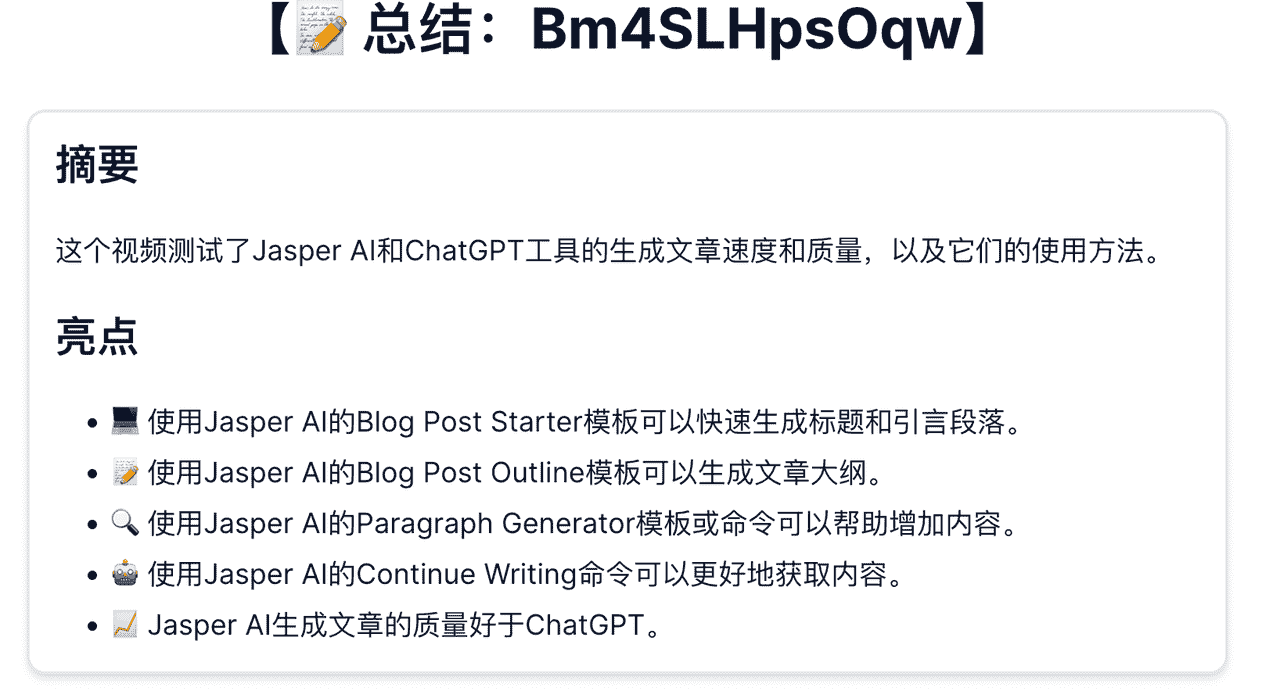 【📝 总结：Bm4SLHpsOqw】
摘要
这个视频测试了Jasper AI和ChatGPT工具的生成文章速度和质量，以及它们的使用方法。
亮点
• 💻 使用Jasper AI的Blog Post Starter模板可以快速生成标题和引言段落。
• 📝 使用Jasper AI的Blog Post Outline模板可以生成文章大纲。
• 🔍 使用Jasper AI的Paragraph Generator模板或命令可以帮助增加内容。
• 🤖 使用Jasper AI的Continue Writing命令可以更好地获取内容。
• 📈 Jasper AI生成文章的质量好于ChatGPT。